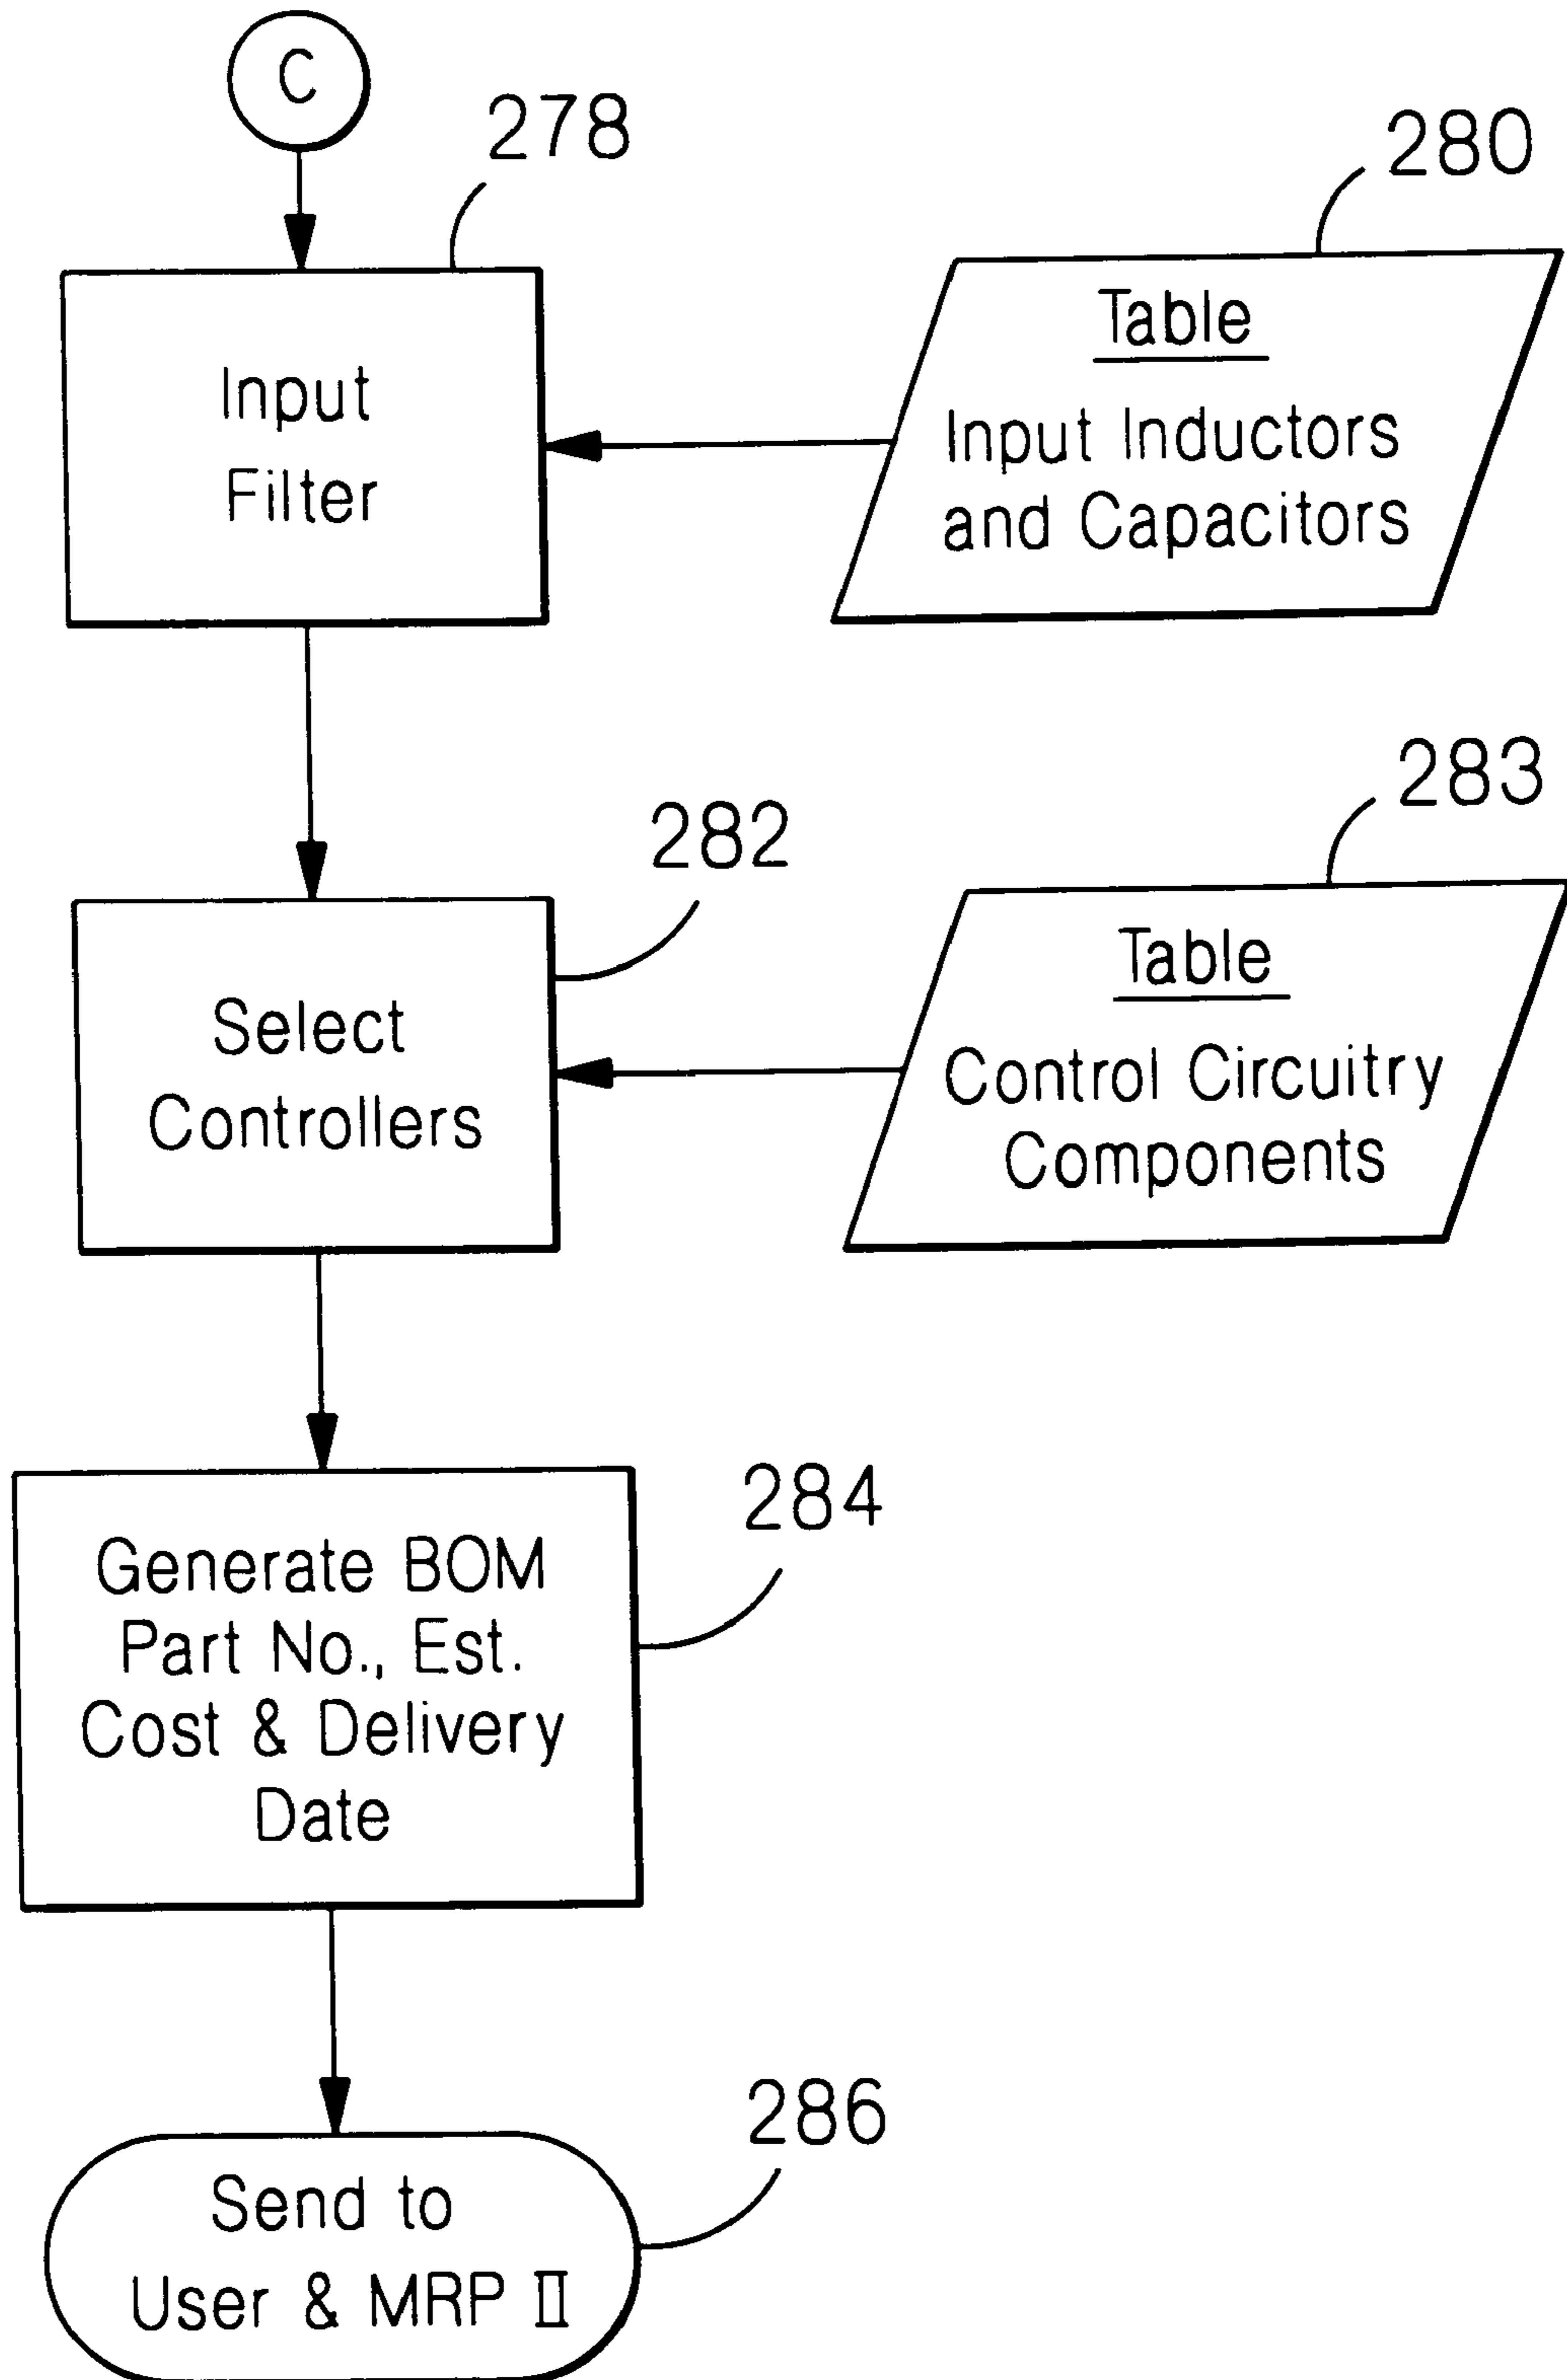 C
278
280
Input
Filter
Table
Input Inductors
and Capacitors
282
283
Select
Controllers
Table
Control Circuitry
Components
284
Generate BOM
Part No., Est.
Cost & Delivery
Date
286
Send to
User & MRP II